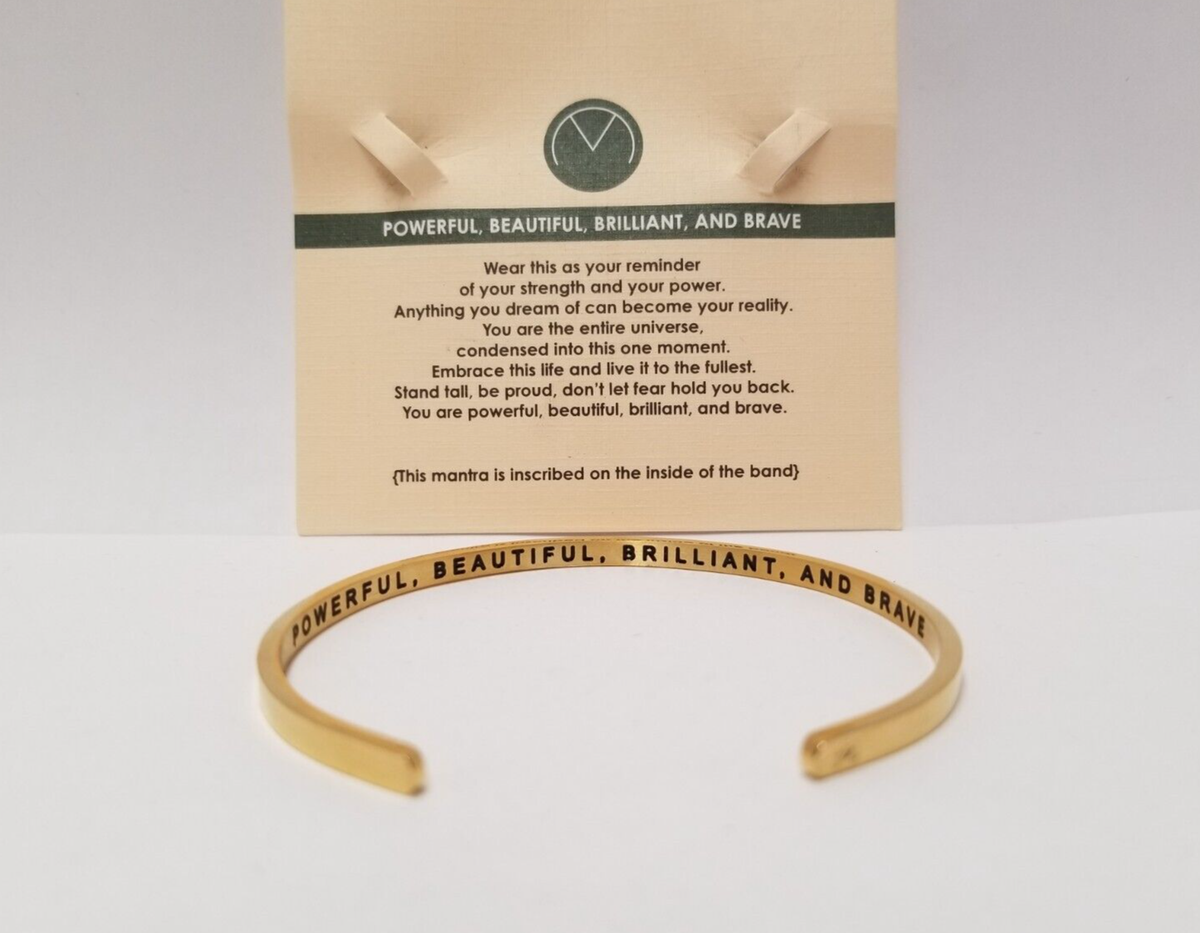 POWERFUL, BEAUTIFUL, BRILLIANT, AND BRAVE
Wear this as your reminder
of your strength and your power.
Anything you dream of can become your reality.
You are the entire universe,
condensed into this one moment.
Embrace this life and live it to the fullest.
Stand tall, be proud, don't let fear hold you back.
You are powerful, beautiful, brilliant, and brave.
{This mantra is inscribed on the inside of the band}
POWERFUL, BEAUTIFUL, BRILLIANT, AND BRAVE